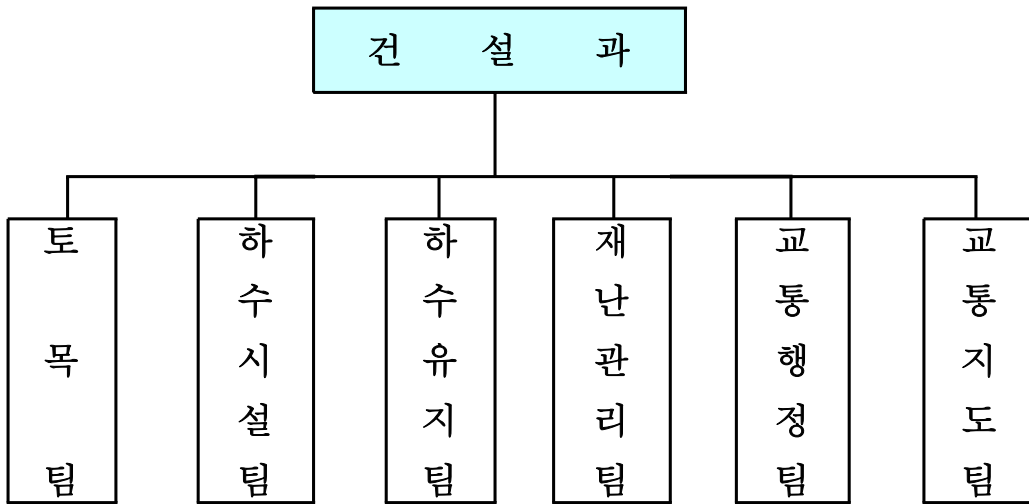 건 설 과
토목팀
하수시설팀
하수유지팀
재난관리팀
교통행정팀
교통지도팀